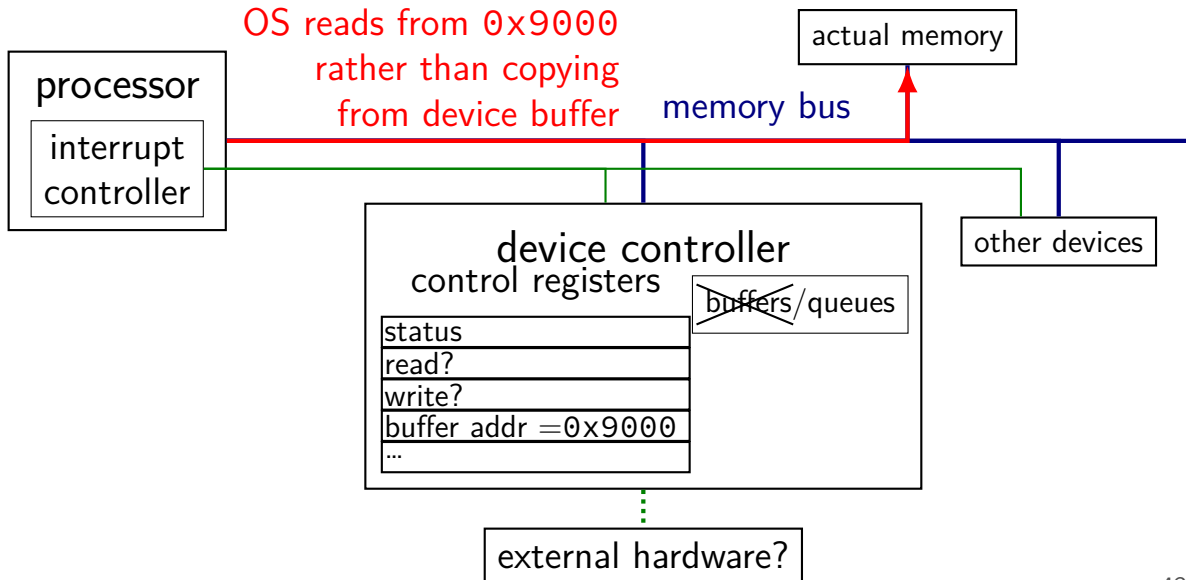 OS reads from 0x9000
rather than copying
from device buffer
actual memory
processor
memory bus
interrupt
controller
device controller
control registers
buffers/queues
other devices
status
read?
write?
buffer addr =0x9000
...
external hardware?